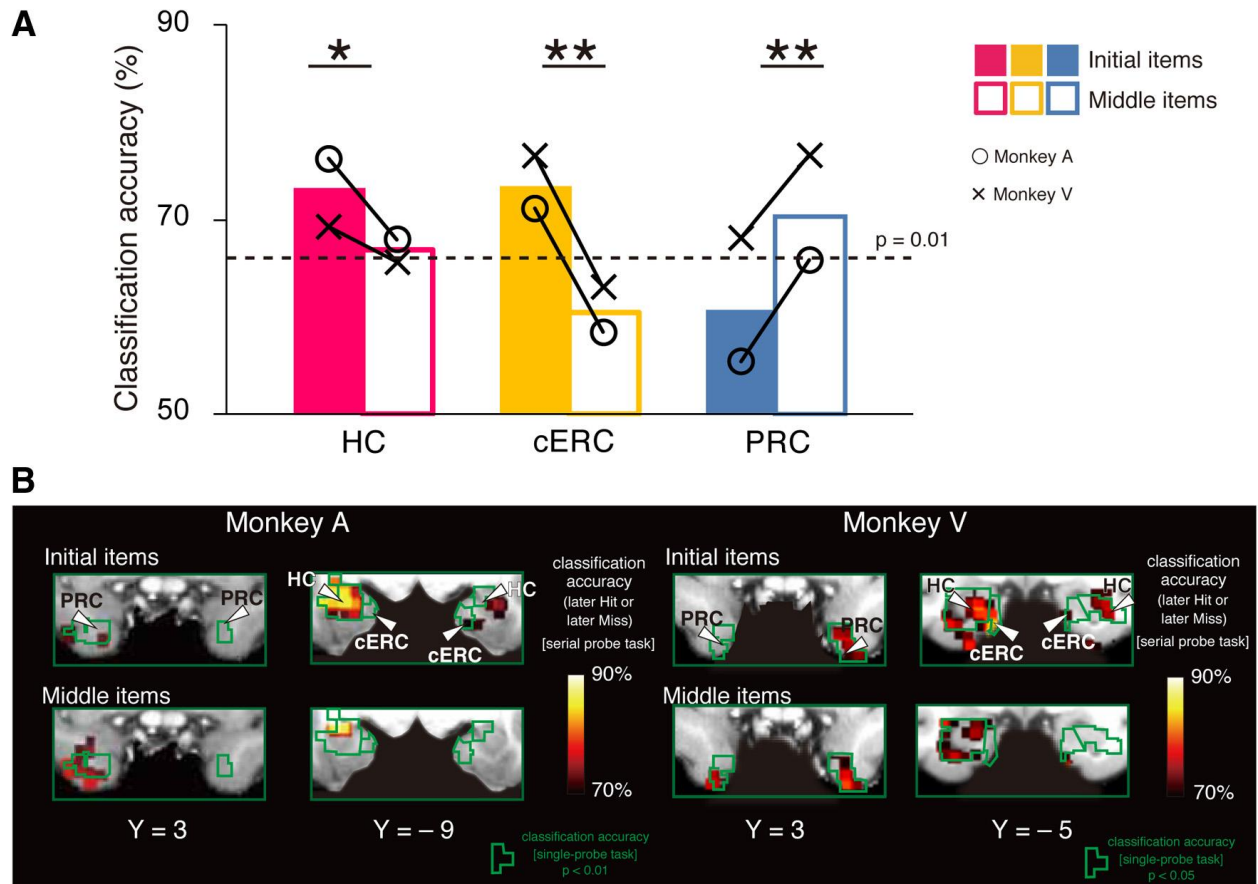 A
90
70
50
Classification accuracy (%)
*
**
**
p = 0.01
HC
cERC
PRC
Initial items
Middle items
Monkey A
Monkey V
B
Monkey A
Initial items
PRC
PRC
HC
HC
cERC
cERC
classification
accuracy
(later Hit or
later Miss)
[serial probe task]
90%
70%
Middle items
Y = 3
Y = – 9
classification accuracy
[single-probe task]
p < 0.01
Monkey V
Initial items
PRC
PRC
HC
HC
cERC
cERC
classification
accuracy
(later Hit or
later Miss)
[serial probe task]
90%
70%
Middle items
Y = 3
Y = – 5
classification accuracy
[single-probe task]
p < 0.05